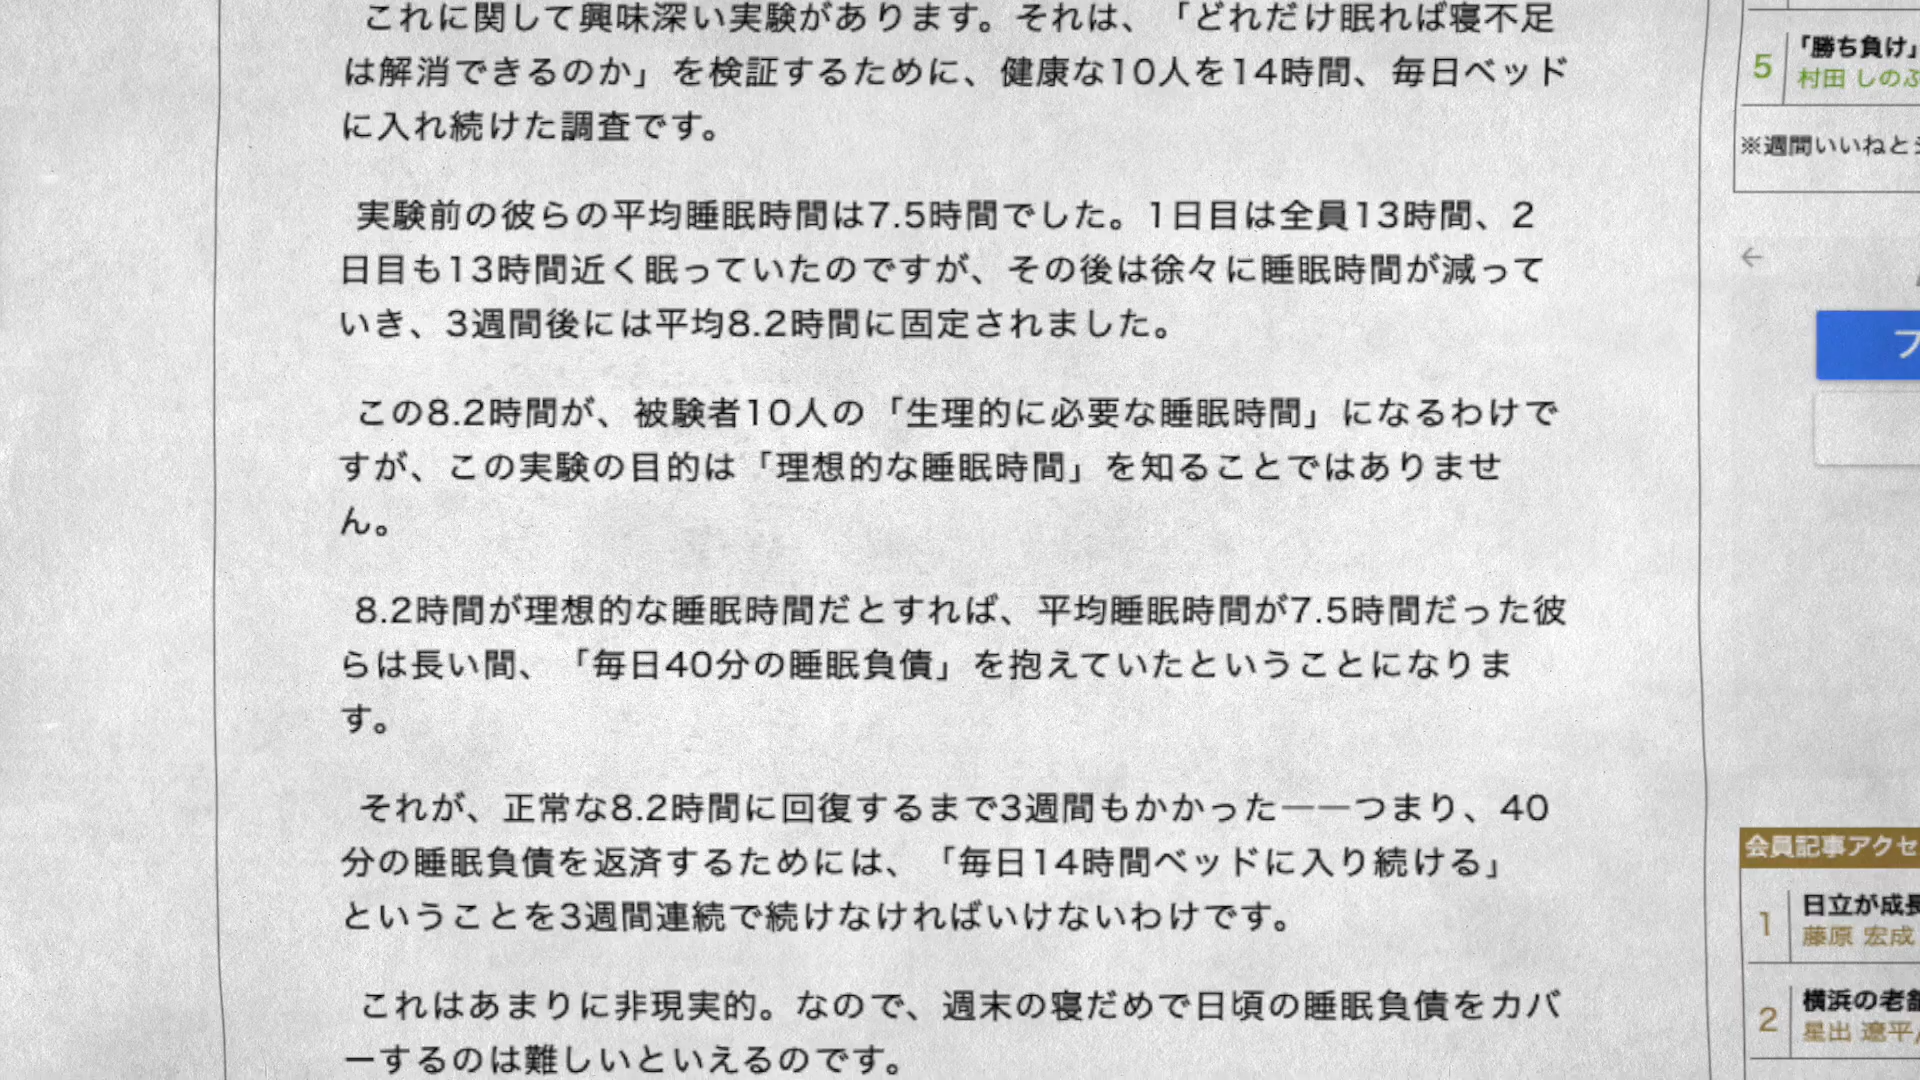 これに関して興味深い実験があります。それは、「どれだけ眠れば寝不足
は解消できるのか」を検証するために、健康な10人を14時間、毎日ベッド
に入れ続けた調査です。
実験前の彼らの平均睡眠時間は7.5時間でした。1日目は全員13時間、2
日目も13時間近く眠っていたのですが、その後は徐々に睡眠時間が減って
いき、3週間後には平均8.2時間に固定されました。
この8.2時間が、被験者10人の「生理的に必要な睡眠時間」になるわけで
すが、この実験の目的は「理想的な睡眠時間」を知ることではありませ
ん。
8.2時間が理想的な睡眠時間だとすれば、平均睡眠時間が7.5時間だった彼
らは長い間、「毎日40分の睡眠負債」を抱えていたということになりま
す。
それが、正常な8.2時間に回復するまで3週間もかかった——つまり、40
分の睡眠負債を返済するためには、「毎日14時間ベッドに入り続ける」
ということを3週間連続で続けなければいけないわけです。
これはあまりに非現実的。なので、週末の寝だめで日頃の睡眠負債をカバ
ーするのは難しいといえるのです。
5
「勝ち負け」
村田 しのぶ
※週間いいねと
←
会員記事アクセ
1
日立が成長
藤原 宏成
2
横浜の老舗
星出 遼平